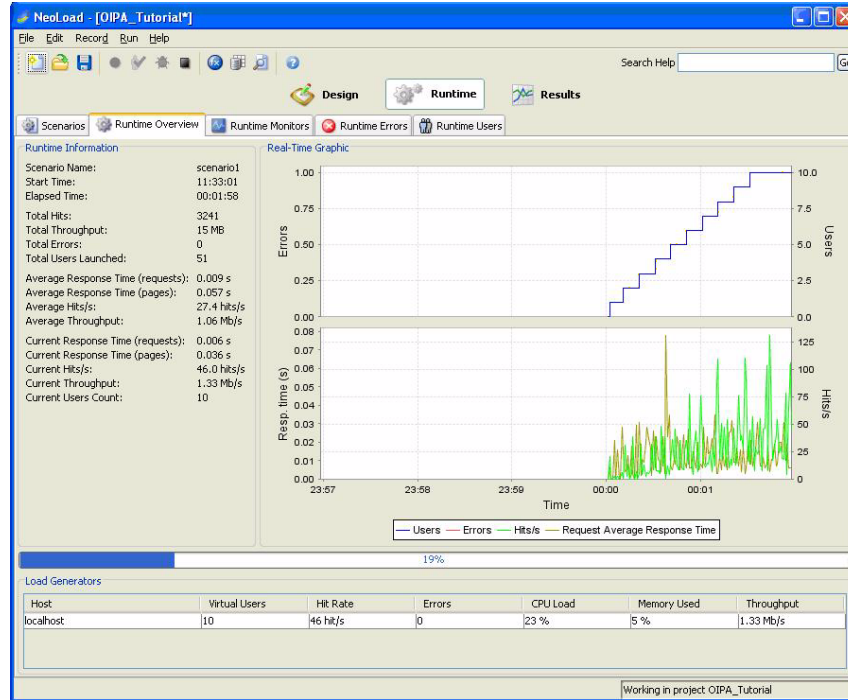 NeoLoad - [OIPA_Tutorial*]
File Edit Record Run Help
Search Help
Design Runtime Results
Scenarios Runtime Overview Runtime Monitors Runtime Errors Runtime Users
Runtime Information
Scenario Name: scenario1
Start Time: 11:33:01
Elapsed Time: 00:01:58
Total Hits: 3241
Total Throughput: 15 MB
Total Errors: 0
Total Users Launched: 51
Average Response Time (requests): 0.009 s
Average Response Time (pages): 0.057 s
Average Hits/s: 27.4 hits/s
Average Throughput: 1.06 Mb/s
Current Response Time (requests): 0.006 s
Current Response Time (pages): 0.036 s
Current Hits/s: 46.0 hits/s
Current Throughput: 1.33 Mb/s
Current Users Count: 10
Real-Time Graphic
1.00 10.0
0.75 7.5
0.50 5.0
0.25 2.5
0.00 0.0
Errors
Users
0.08
0.07 125
0.06 100
0.05
0.04 75
0.03 50
0.02
0.01 25
0.00 0
Resp. time (s)
Hits/s
23:57 23:58 23:59 00:00 00:01
Time
Users Errors Hits/s Request Average Response Time
19%
Load Generators
Host Virtual Users Hit Rate Errors CPU Load Memory Used Throughput
localhost 10 46 hit/s 0 23 % 5 % 1.33 Mb/s
Working in project OIPA_Tutorial